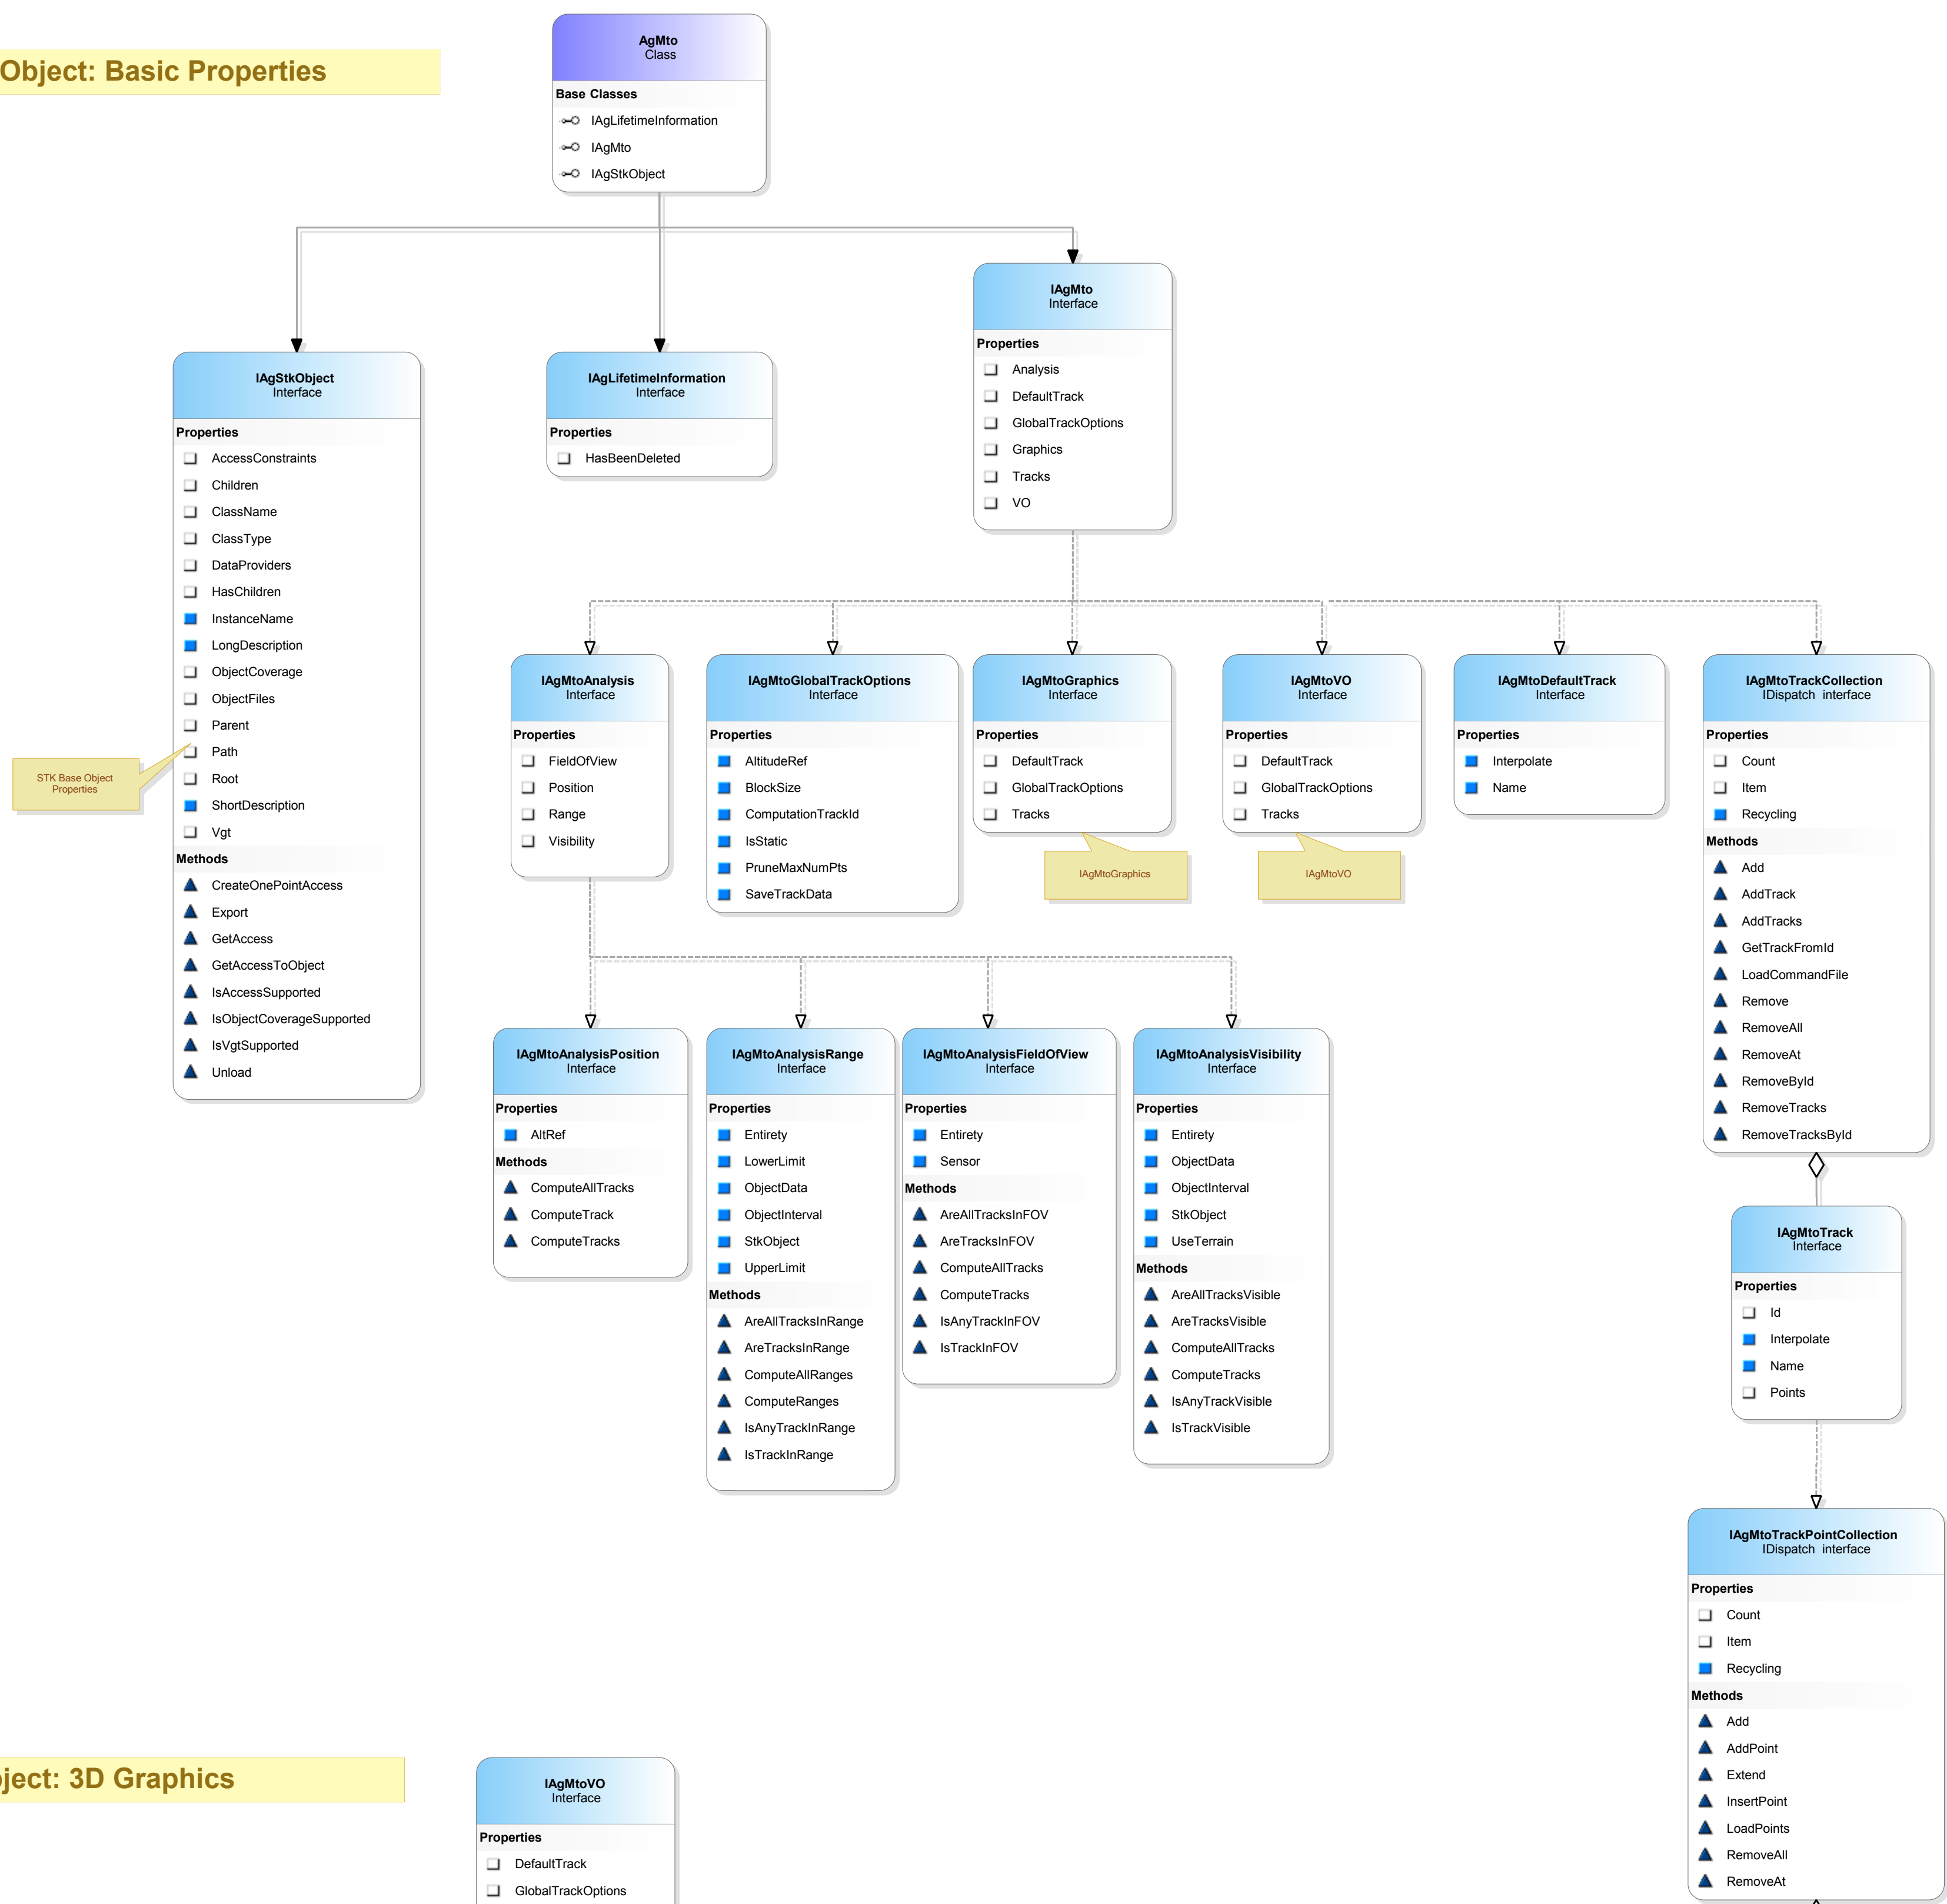 Object: Basic Properties
AgMto
Class
Base Classes
IAgLifetimeInformation
IAgMto
IAgStkObject
IAgMto
Interface
Properties
Analysis
DefaultTrack
GlobalTrackOptions
Graphics
Tracks
VO
IAgStkObject
Interface
Properties
AccessConstraints
Children
ClassName
ClassType
DataProviders
HasChildren
InstanceName
LongDescription
ObjectCoverage
ObjectFiles
Parent
Path
Root
ShortDescription
Vgt
Methods
CreateOnePointAccess
Export
GetAccess
GetAccessToObject
IsAccessSupported
IsObjectCoverageSupported
IsVgtSupported
Unload
STK Base Object
Properties
IAgLifetimeInformation
Interface
Properties
HasBeenDeleted
IAgMtoAnalysis
Interface
Properties
FieldOfView
Position
Range
Visibility
IAgMtoGlobalTrackOptions
Interface
Properties
AltitudeRef
BlockSize
ComputationTrackId
IsStatic
PruneMaxNumPts
SaveTrackData
IAgMtoGraphics
Interface
Properties
DefaultTrack
GlobalTrackOptions
Tracks
IAgMtoGraphics
IAgMtoVO
Interface
Properties
DefaultTrack
GlobalTrackOptions
Tracks
IAgMtoVO
IAgMtoDefaultTrack
Interface
Properties
Interpolate
Name
IAgMtoTrackCollection
IDispatch interface
Properties
Count
Item
Recycling
Methods
Add
AddTrack
AddTracks
GetTrackFromId
LoadCommandFile
Remove
RemoveAll
RemoveAt
RemoveById
RemoveTracks
RemoveTracksById
IAgMtoAnalysisPosition
Interface
Properties
AltRef
Methods
ComputeAllTracks
ComputeTrack
ComputeTracks
IAgMtoAnalysisRange
Interface
Properties
Entirety
LowerLimit
ObjectData
ObjectInterval
StkObject
UpperLimit
Methods
AreAllTracksInRange
AreTracksInRange
ComputeAllRanges
ComputeRanges
IsAnyTrackInRange
IsTrackInRange
IAgMtoAnalysisFieldOfView
Interface
Properties
Entirety
Sensor
Methods
AreAllTracksInFOV
AreTracksInFOV
ComputeAllTracks
ComputeTracks
IsAnyTrackInFOV
IsTrackInFOV
IAgMtoAnalysisVisibility
Interface
Properties
Entirety
ObjectData
ObjectInterval
StkObject
UseTerrain
Methods
AreAllTracksVisible
AreTracksVisible
ComputeAllTracks
ComputeTracks
IsAnyTrackVisible
IsTrackVisible
IAgMtoTrack
Interface
Properties
Id
Interpolate
Name
Points
IAgMtoTrackPointCollection
IDispatch interface
Properties
Count
Item
Recycling
Methods
Add
AddPoint
Extend
InsertPoint
LoadPoints
RemoveAll
RemoveAt
ject: 3D Graphics
IAgMtoVO
Interface
Properties
DefaultTrack
GlobalTrackOptions